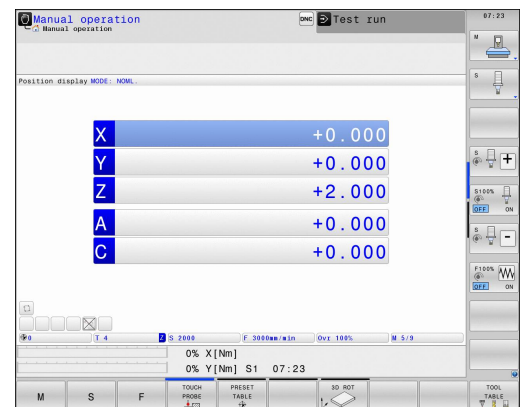 Manual operation
Manual operation
DNC
Test run
07:23
M
Position display MODE: NOML.
S
X +0.000
Y +0.000
Z +2.000
A +0.000
C +0.000
S
+
S100%
OFF ON
S
-
F100%
OFF ON
0 T 4 Z S 2000 F 3000mm/min Ovr 100% M 5/9
0% X[Nm]
0% Y[Nm] S1 07:23
M
S
F
TOUCH
PROBE
PRESET
TABLE
3D ROT
TOOL
TABLE